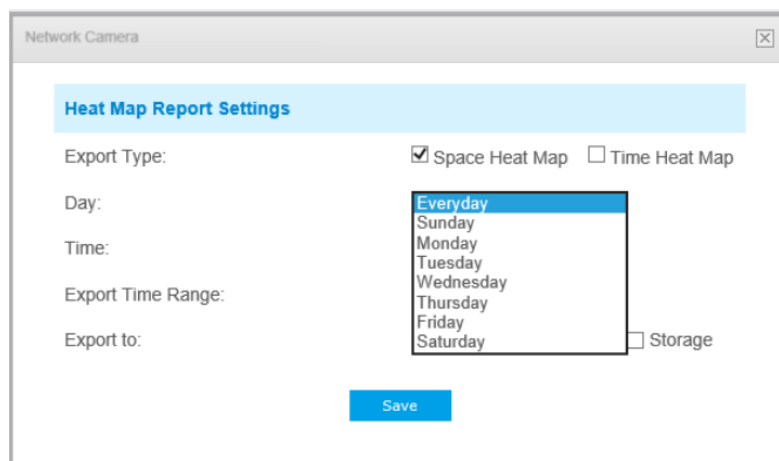 Network Camera
Heat Map Report Settings
Export Type: Space Heat Map Time Heat Map
Day: Everyday
Sunday
Time: Monday
Tuesday
Export Time Range: Wednesday
Thursday
Friday
Export to: Saturday Storage
Save